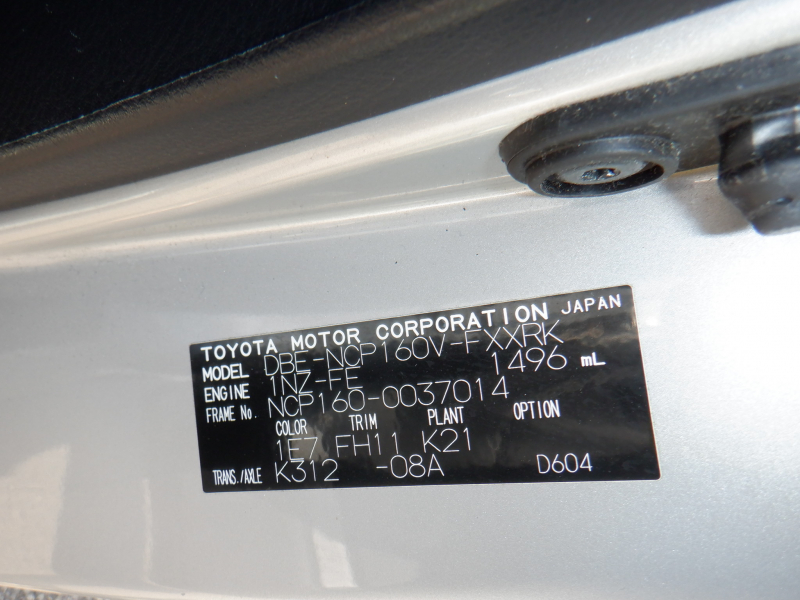 TOYOTA MOTOR CORPORATION JAPAN
MODEL DBE-NCP160V-FXXRK
ENGINE 1NZ-FE 1496 mL
FRAME No. NCP160-0037014
COLOR TRIM PLANT OPTION
1E7 FH11 K21
TRANS./AXLE K312 -08A D604